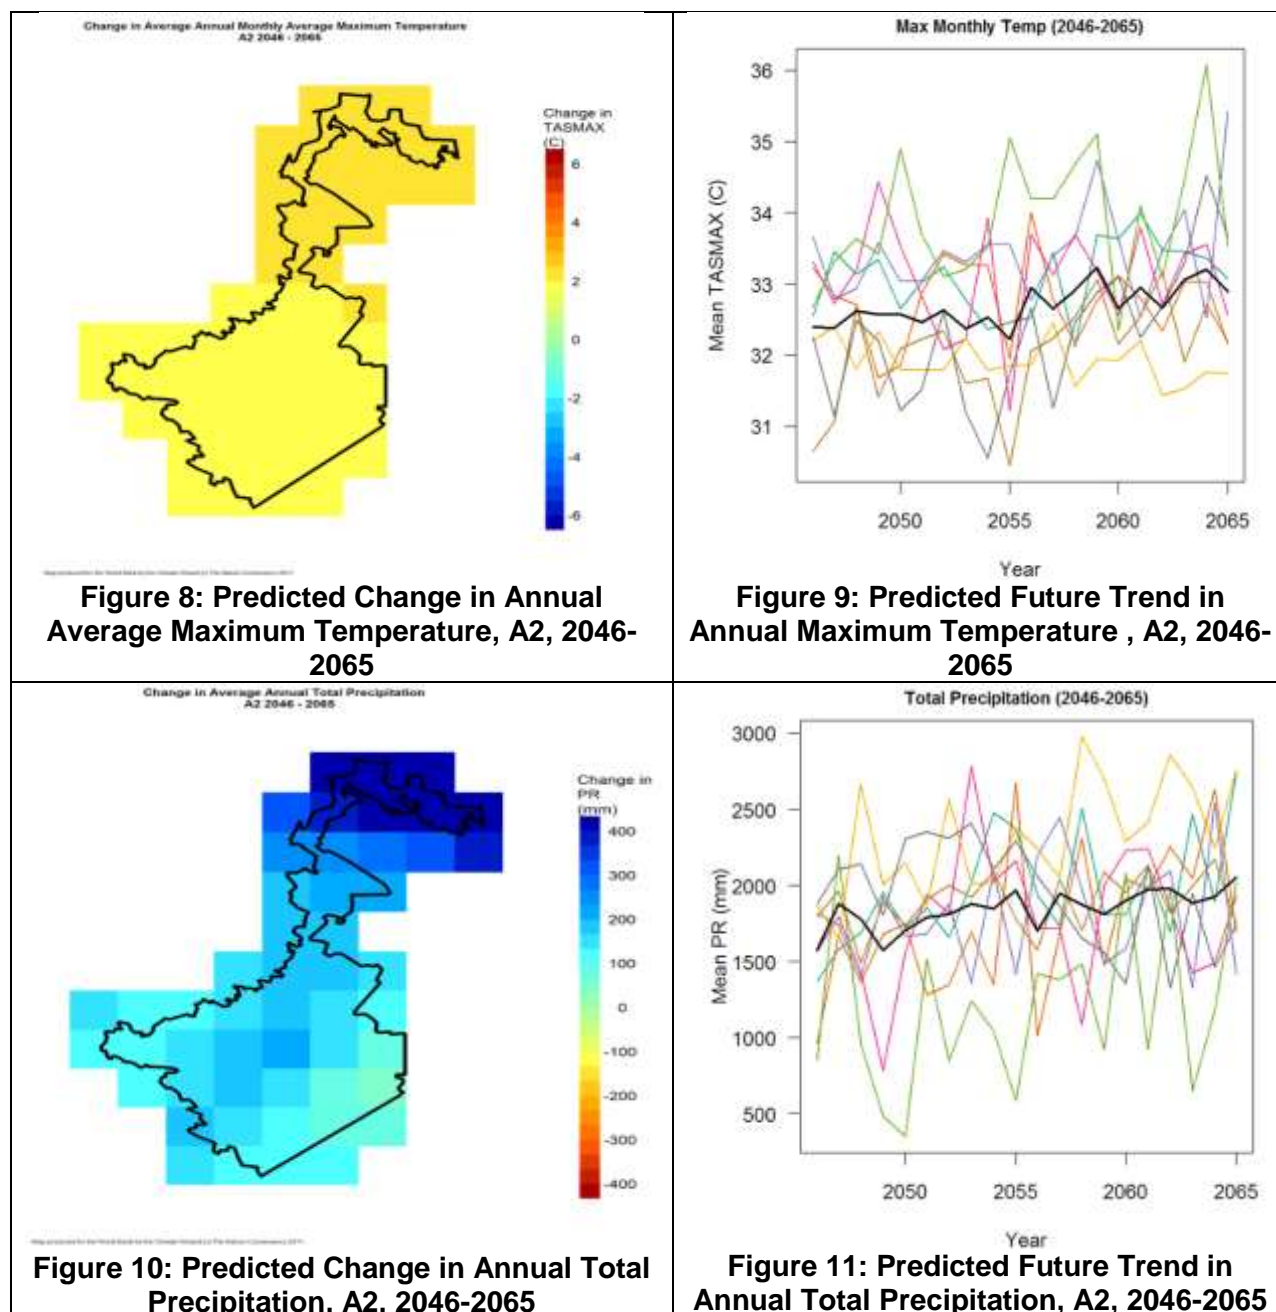 Change in Average Annual Monthly Average Maximum Temperature
A2 2046 - 2065
Change in
TASMAX
(C)
6
4
2
0
-2
-4
-6
Figure 8: Predicted Change in Annual
Average Maximum Temperature, A2, 2046-
2065
Max Monthly Temp (2046-2065)
Mean TASMAX (C)
36
35
34
33
32
31
2050 2055 2060 2065
Year
Figure 9: Predicted Future Trend in
Annual Maximum Temperature , A2, 2046-
2065
Change in Average Annual Total Precipitation
A2 2046 - 2065
Change in
PR
(mm)
400
300
200
100
0
-100
-200
-300
-400
Figure 10: Predicted Change in Annual Total
Precipitation. A2. 2046-2065
Total Precipitation (2046-2065)
Mean PR (mm)
3000
2500
2000
1500
1000
500
2050 2055 2060 2065
Year
Figure 11: Predicted Future Trend in
Annual Total Precipitation, A2, 2046-2065